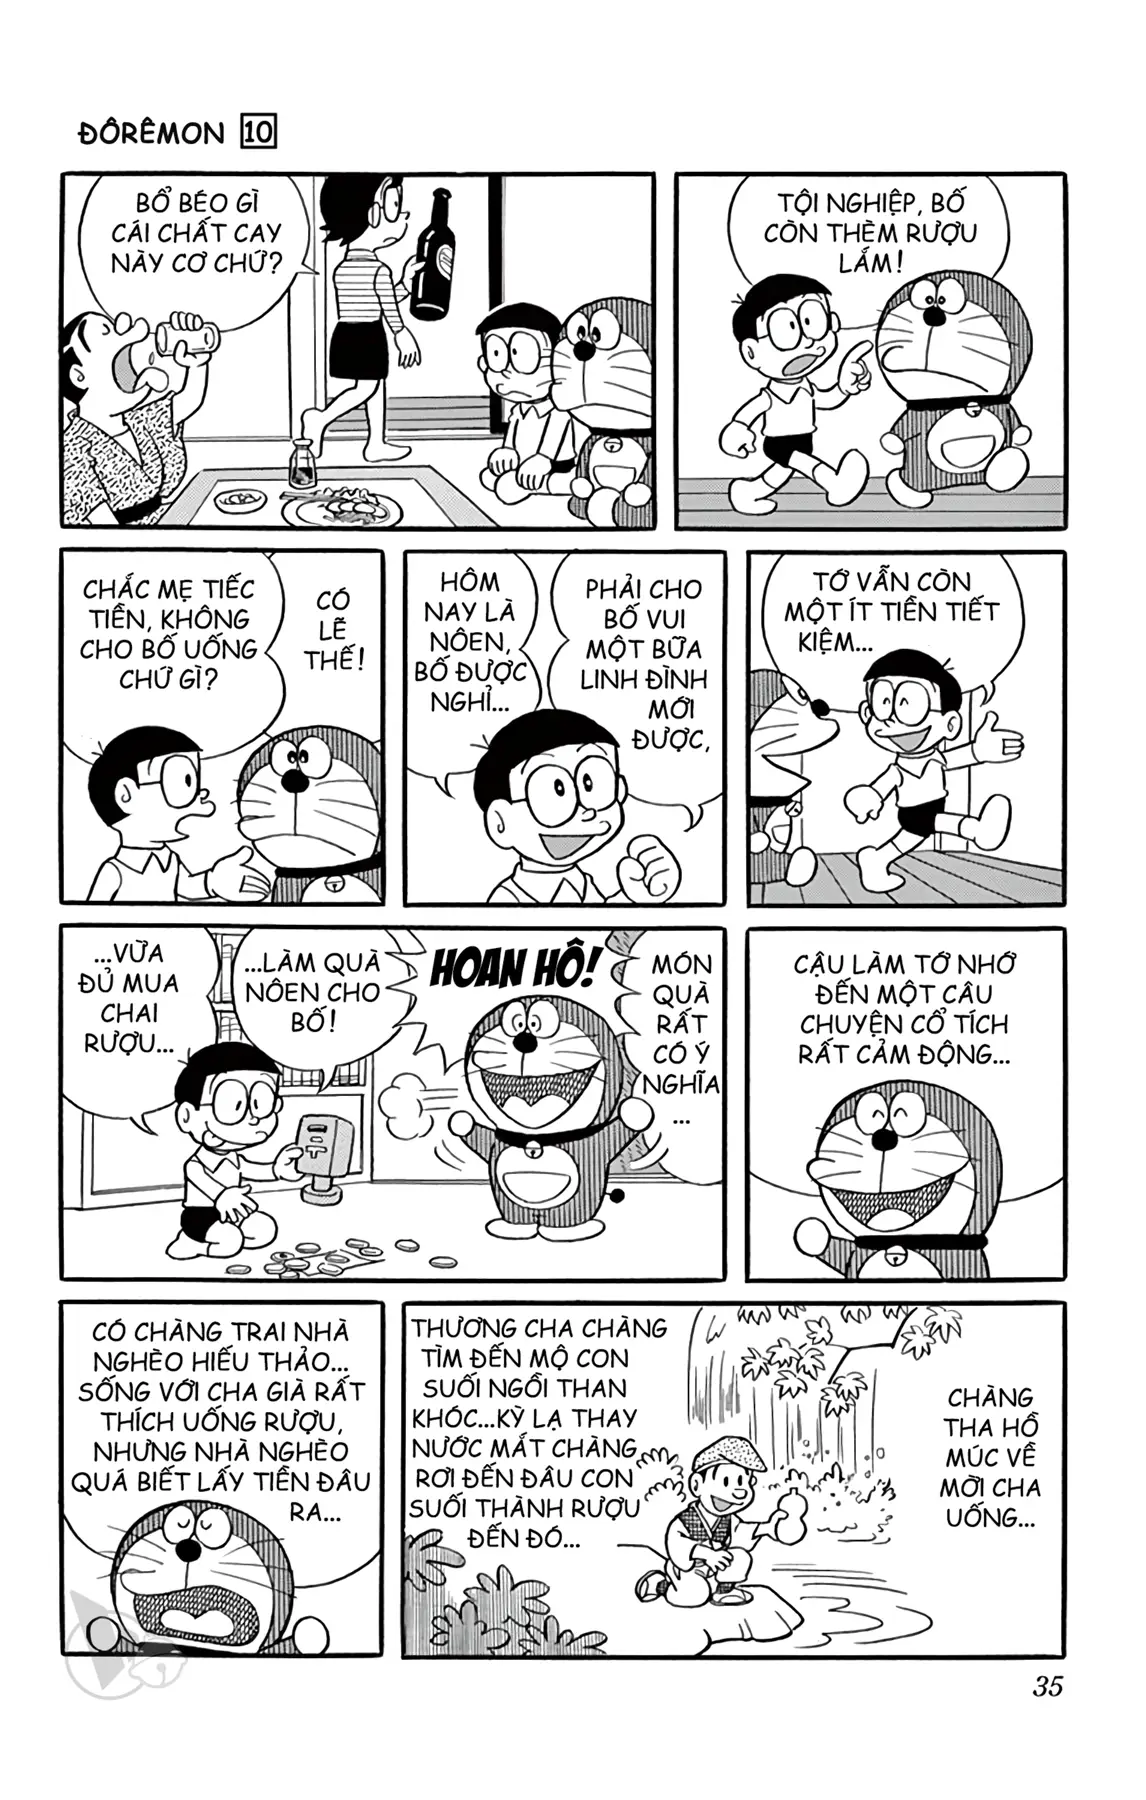 ĐÔRÊMON 10
BỔ BÉO GÌ
CÁI CHẤT CAY
NÀY CƠ CHỨ?
TỘI NGHIỆP, BỐ
CÒN THÈM RƯỢU
LẮM!
CHẮC MẸ TIẾC
TIỀN, KHÔNG
CHO BỐ UỐNG
CHỨ GÌ?
CÓ
LẼ
THẾ!
HÔM
NAY LÀ
NÔEN,
BỐ ĐƯỢC
NGHỈ...
PHẢI CHO
BỐ VUI
MỘT BỮA
LINH ĐÌNH
MỚI
ĐƯỢC,
TỚ VẪN CÒN
MỘT ÍT TIỀN TIẾT
KIỆM...
...VỪA
ĐỦ MUA
CHAI
RƯỢU...
...LÀM QUÀ
NÔEN CHO
BỐ!
HOAN HÔ!
MÓN
QUÀ
RẤT
CÓ Ý
NGHĨA
...
CẬU LÀM TỚ NHỚ
ĐẾN MỘT CÂU
CHUYỆN CỔ TÍCH
RẤT CẢM ĐỘNG...
CÓ CHÀNG TRAI NHÀ
NGHÈO HIẾU THẢO...
SỐNG VỚI CHA GIÀ RẤT
THÍCH UỐNG RƯỢU,
NHƯNG NHÀ NGHÈO
QUÁ BIẾT LẤY TIỀN ĐÂU
RA...
THƯƠNG CHA CHÀNG
TÌM ĐẾN MỘ CON
SUỐI NGỒI THAN
KHÓC...KỲ LẠ THAY
NƯỚC MẮT CHÀNG
RƠI ĐẾN ĐÂU CON
SUỐI THÀNH RƯỢU
ĐẾN ĐÓ...
CHÀNG
THA HỒ
MÚC VỀ
MỜI CHA
UỐNG...
35